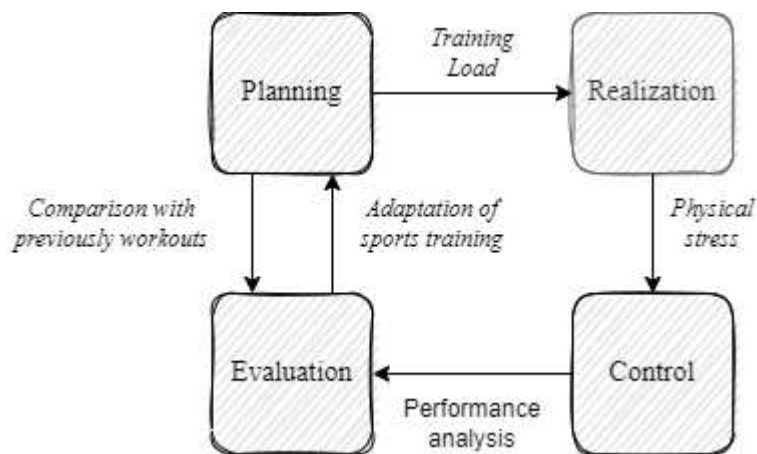 Training
Load
Planning
Realization
Comparison with
previously workouts
Adaptation of
sports training
Physical
stress
Evaluation
Control
Performance
analysis